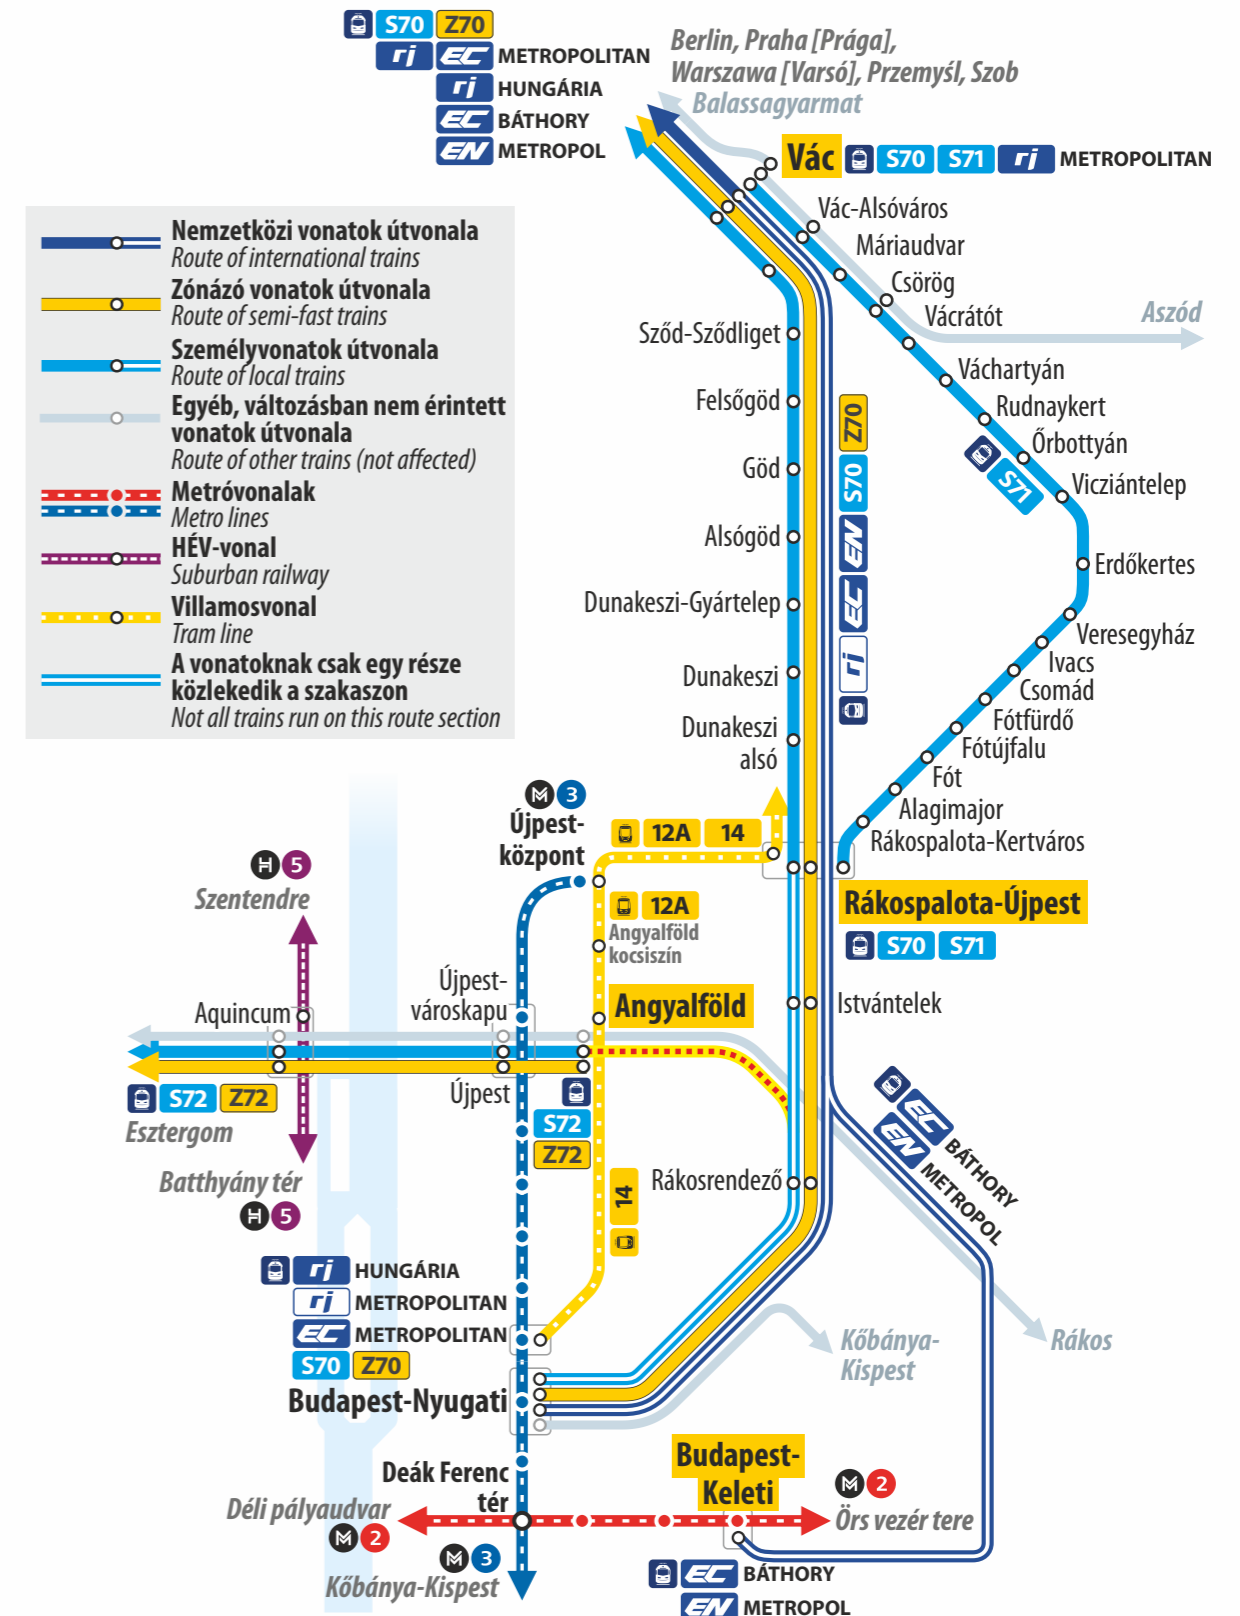 S70 Z70
rj EC METROPOLITAN
rj HUNGÁRIA
EC BÁTHORY
EN METROPOL
Berlin, Praha [Prága],
Warszawa [Varsó], Przemyśl, Szob
Balassagyarmat
Vác S70 S71 rj METROPOLITAN
Nemzetközi vonatok útvonala
Route of international trains
Zónázó vonatok útvonala
Route of semi-fast trains
Személyvonatok útvonala
Route of local trains
Egyéb, változásban nem érintett
vonatok útvonala
Route of other trains (not affected)
Metróvonalak
Metro lines
HÉV-vonal
Suburban railway
Villamosvonal
Tram line
A vonatoknak csak egy része
közlekedik a szakaszon
Not all trains run on this route section
Vác-Alsóváros
Máriaudvar
Csörög
Vácrátót
Aszód
Váchartyán
Rudnaykert
Őrbottyán
S71
Vicziántelep
Erdőkertes
Veresegyház
Ivacs
Csomád
Fótfürdő
Fótújfalu
Fót
Alagimajor
Rákospalota-Kertváros
Sződ-Sződliget
Felsőgöd
Göd
Alsógöd
Dunakeszi-Gyártelep
Dunakeszi
Dunakeszi
alsó
rj EC EN S70 Z70
M 3
Újpest-
központ
12A 14
12A
Angyalföld
kocsiszín
Rákospalota-Újpest
S70 S71
H 5
Szentendre
Aquincum
Újpest-
városkapu
Angyalföld
Istvántelek
Újpest
S72 Z72
Esztergom
S72
Z72
Batthyány tér
H 5
14
Rákosrendező
EC BÁTHORY
EN METROPOL
rj HUNGÁRIA
rj METROPOLITAN
EC METROPOLITAN
S70 Z70
Budapest-Nyugati
Kőbánya-
Kispest
Rákos
Deák Ferenc
tér
Budapest-
Keleti
Déli pályaudvar
M 2
M 2
Örs vezér tere
M 3
Kőbánya-Kispest
EC BÁTHORY
EN METROPOL